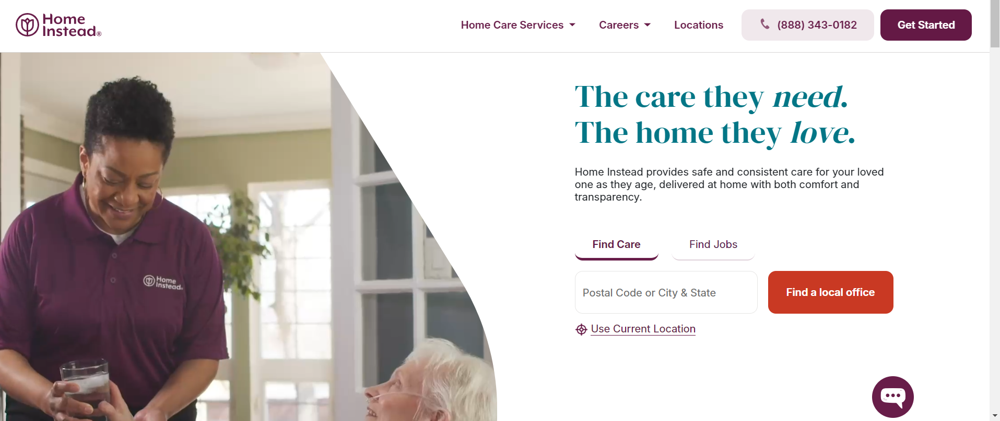 Home
Instead®
Home Care Services
Careers
Locations
(888) 343-0182
Get Started
The care they need.
The home they love.
Home Instead provides safe and consistent care for your loved
one as they age, delivered at home with both comfort and
transparency.
Find Care
Find Jobs
Postal Code or City & State
Find a local office
Use Current Location
Home
Instead